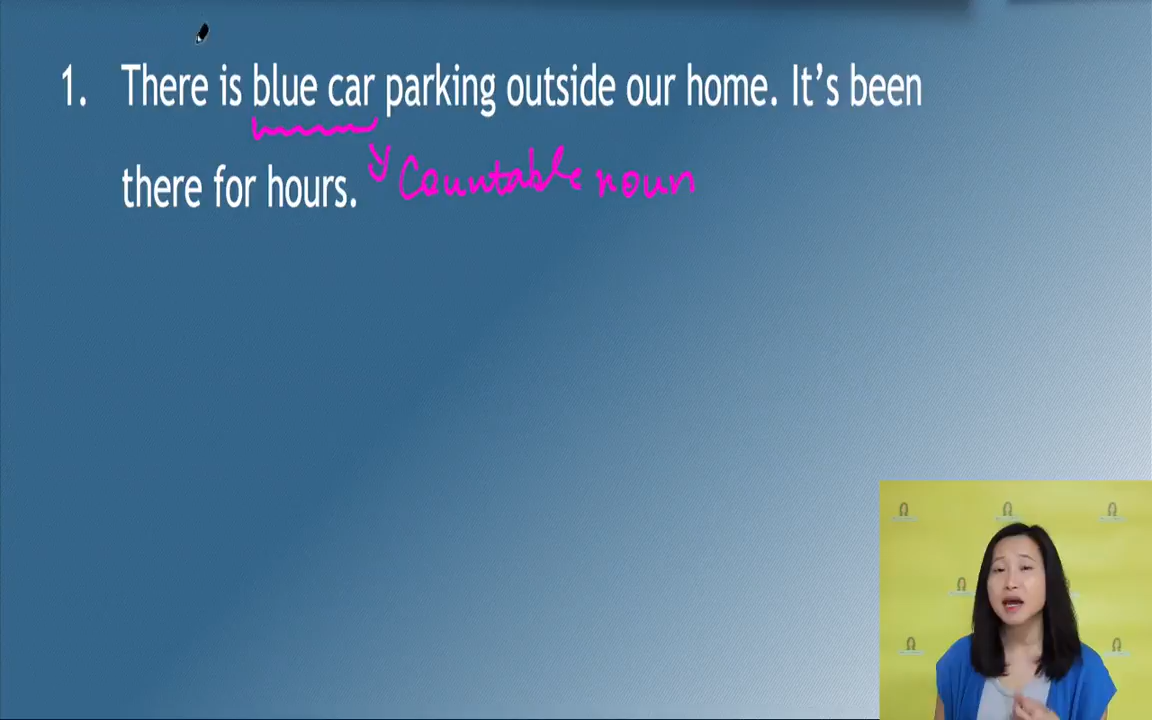 1. There is blue car parking outside our home. It's been
there for hours.
Countable noun